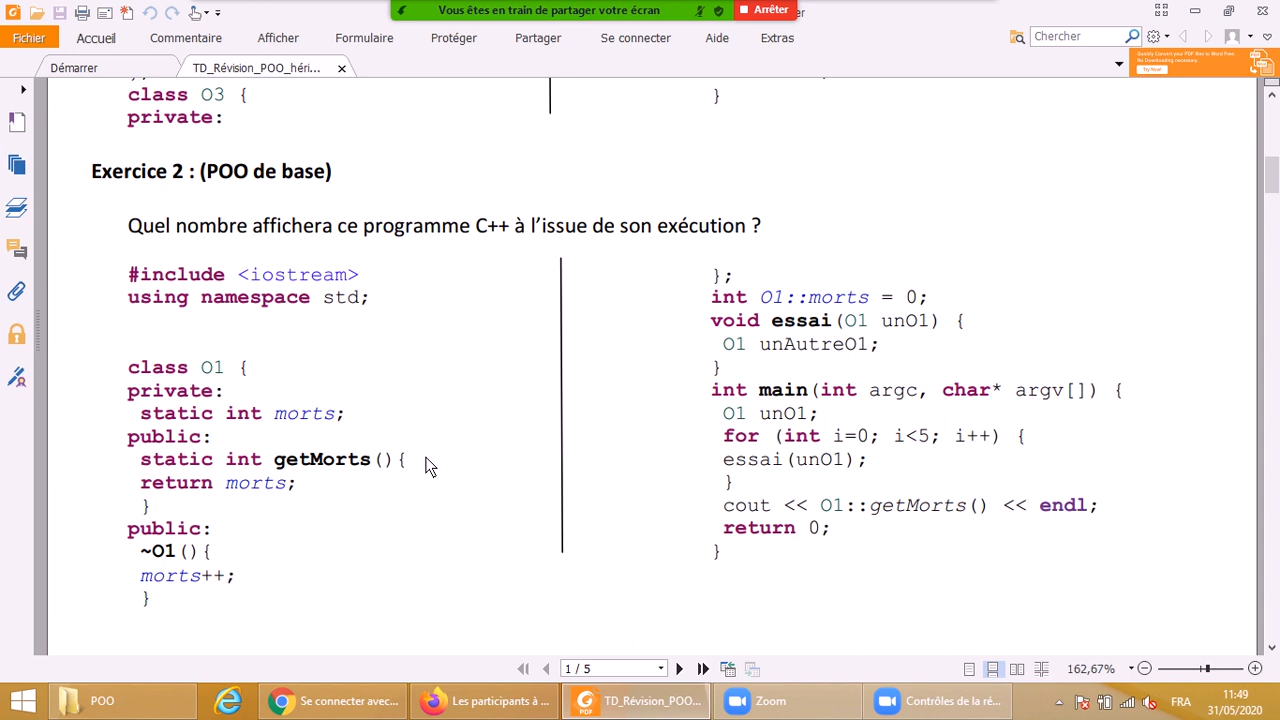 Vous êtes en train de partager votre écran
Arrêter
Fichier Accueil Commentaire Afficher Formulaire Protéger Partager Se connecter Aide Extras
Chercher
Démarrer
TD_Révision_POO_héri...
Try Now!
class O3 {
private:
}
Exercice 2 : (POO de base)
Quel nombre affichera ce programme C++ à l’issue de son exécution ?
#include <iostream>
using namespace std;
class O1 {
private:
static int morts;
public:
static int getMorts(){
return morts;
}
public:
~O1(){
morts++;
}
};
int O1::morts = 0;
void essai(O1 unO1) {
O1 unAutreO1;
}
int main(int argc, char* argv[]) {
O1 unO1;
for (int i=0; i<5; i++) {
essai(unO1);
}
cout << O1::getMorts() << endl;
return 0;
}
1 / 5
162,67%
POO
Se connecter avec...
Les participants à ...
TD_Révision_POO...
Zoom
Contrôles de la ré...
FRA
11:49
31/05/2020